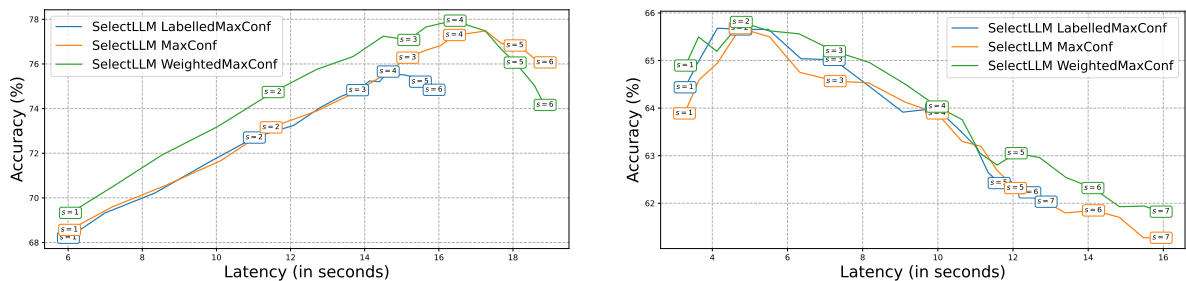 SelectLLM LabelledMaxConf
SelectLLM MaxConf
SelectLLM WeightedMaxConf
Accuracy (%)
78
76
74
72
70
68
s = 1
s = 1
s = 1
s = 2
s = 2
s = 2
s = 3
s = 3
s = 3
s = 4
s = 4
s = 4
s = 5
s = 5
s = 5
s = 6
s = 6
s = 6
6
8
10
12
14
16
18
Latency (in seconds)
SelectLLM LabelledMaxConf
SelectLLM MaxConf
SelectLLM WeightedMaxConf
Accuracy (%)
66
65
64
63
62
s = 1
s = 1
s = 1
s = 2
s = 3
s = 3
s = 3
s = 4
s = 5
s = 5
s = 6
s = 6
s = 6
s = 7
s = 7
s = 7
4
6
8
10
12
14
16
Latency (in seconds)